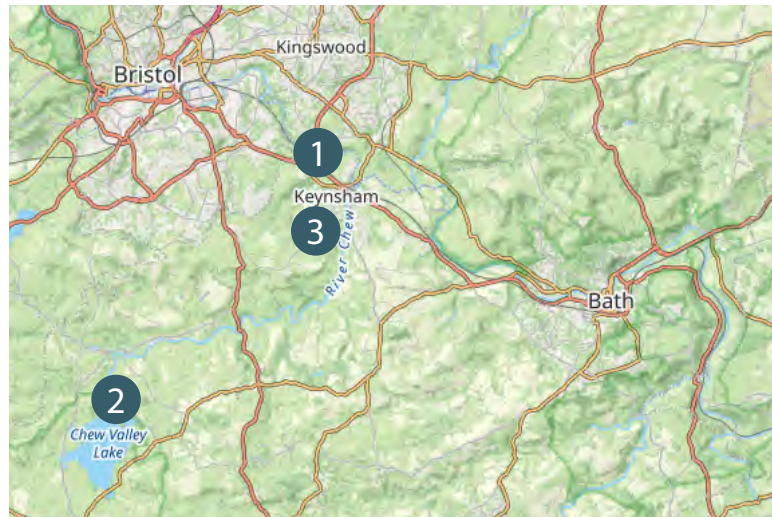 Kingswood
Bristol
1
Keynsham
3
River Chew
Bath
2
Chew Valley
Lake